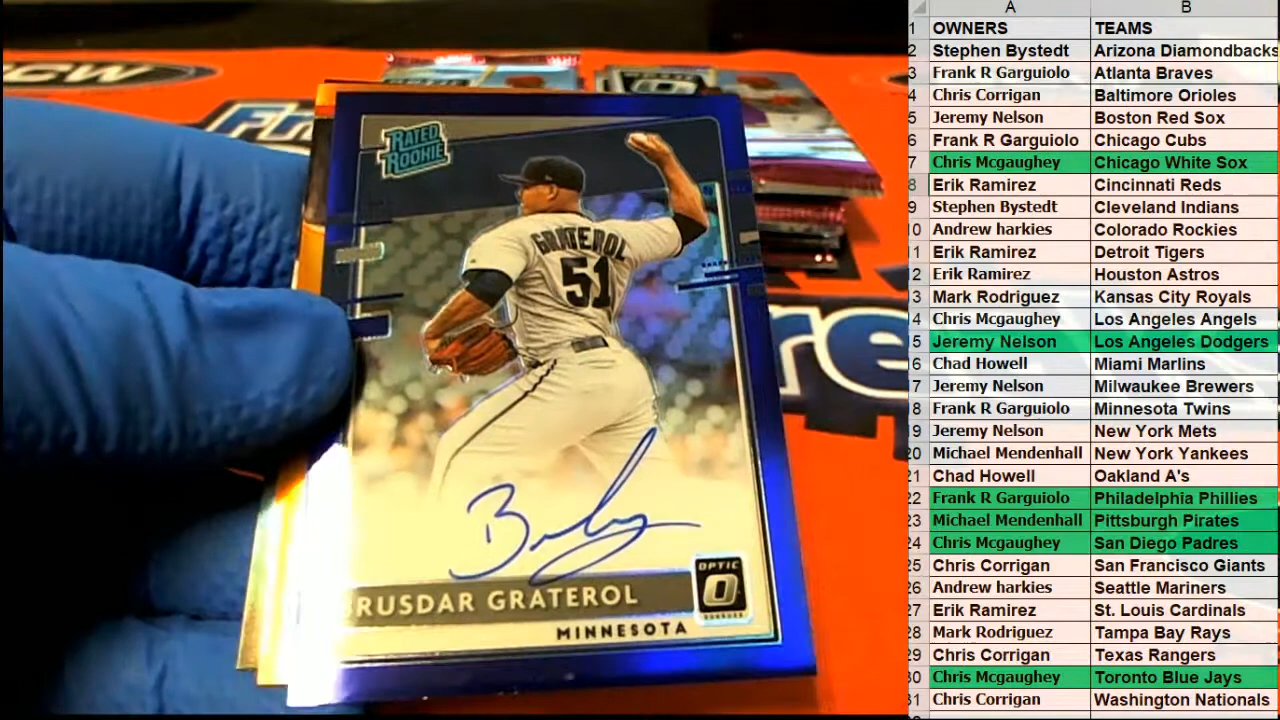 RATED
ROOKIE
GRATEROL
51
RUSDAR GRATEROL
MINNESOTA
OPTIC
A B
1 OWNERS TEAMS
2 Stephen Bystedt Arizona Diamondbacks
3 Frank R Garguiolo Atlanta Braves
4 Chris Corrigan Baltimore Orioles
5 Jeremy Nelson Boston Red Sox
6 Frank R Garguiolo Chicago Cubs
7 Chris Mcgaughey Chicago White Sox
8 Erik Ramirez Cincinnati Reds
9 Stephen Bystedt Cleveland Indians
10 Andrew harkies Colorado Rockies
11 Erik Ramirez Detroit Tigers
2 Erik Ramirez Houston Astros
3 Mark Rodriguez Kansas City Royals
4 Chris Mcgaughey Los Angeles Angels
5 Jeremy Nelson Los Angeles Dodgers
6 Chad Howell Miami Marlins
7 Jeremy Nelson Milwaukee Brewers
8 Frank R Garguiolo Minnesota Twins
9 Jeremy Nelson New York Mets
20 Michael Mendenhall New York Yankees
21 Chad Howell Oakland A's
22 Frank R Garguiolo Philadelphia Phillies
23 Michael Mendenhall Pittsburgh Pirates
24 Chris Mcgaughey San Diego Padres
25 Chris Corrigan San Francisco Giants
26 Andrew harkies Seattle Mariners
27 Erik Ramirez St. Louis Cardinals
28 Mark Rodriguez Tampa Bay Rays
29 Chris Corrigan Texas Rangers
30 Chris Mcgaughey Toronto Blue Jays
31 Chris Corrigan Washington Nationals